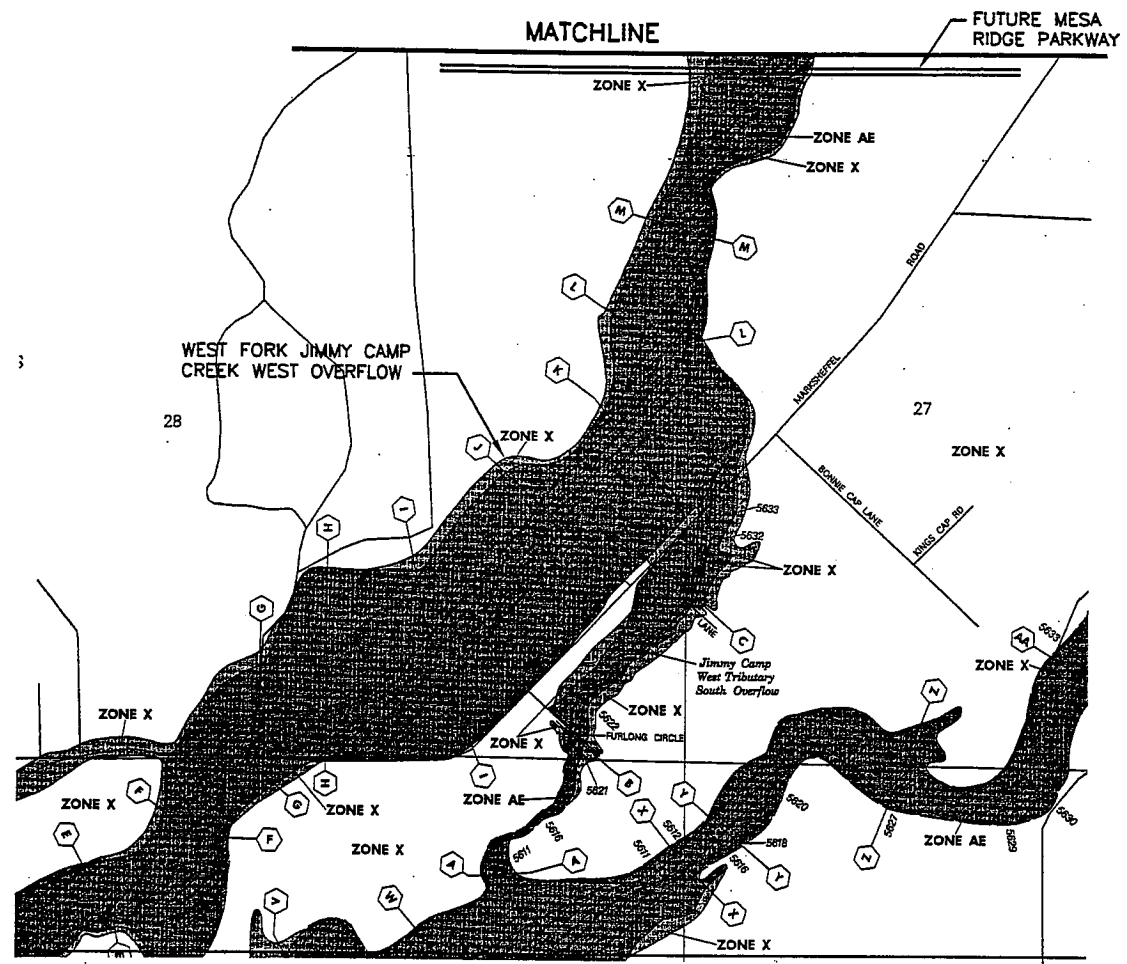 MATCHLINE
FUTURE MESA
RIDGE PARKWAY
ZONE X
ZONE AE
ZONE X
M
M
ROAD
L
L
WEST FORK JIMMY CAMP
CREEK WEST OVERFLOW
K
MARKSHEFFEL
28
27
J
ZONE X
ZONE X
BONNIE CAP LANE
KINGS CAP RD
I
H
5633
5632
ZONE X
G
LANE
C
AA
5633
Jimmy Camp
West Tributary
South Overflow
ZONE X
Z
ZONE X
5622
ZONE X
FURLONG CIRCLE
ZONE X
H
I
5621
B
ZONE AE
F
ZONE X
G
ZONE X
X
Y
5620
5627
5630
E
F
5616
5612
5618
ZONE AE
5629
ZONE X
5611
5611
Z
A
A
5616
Y
V
W
X
ZONE X
E